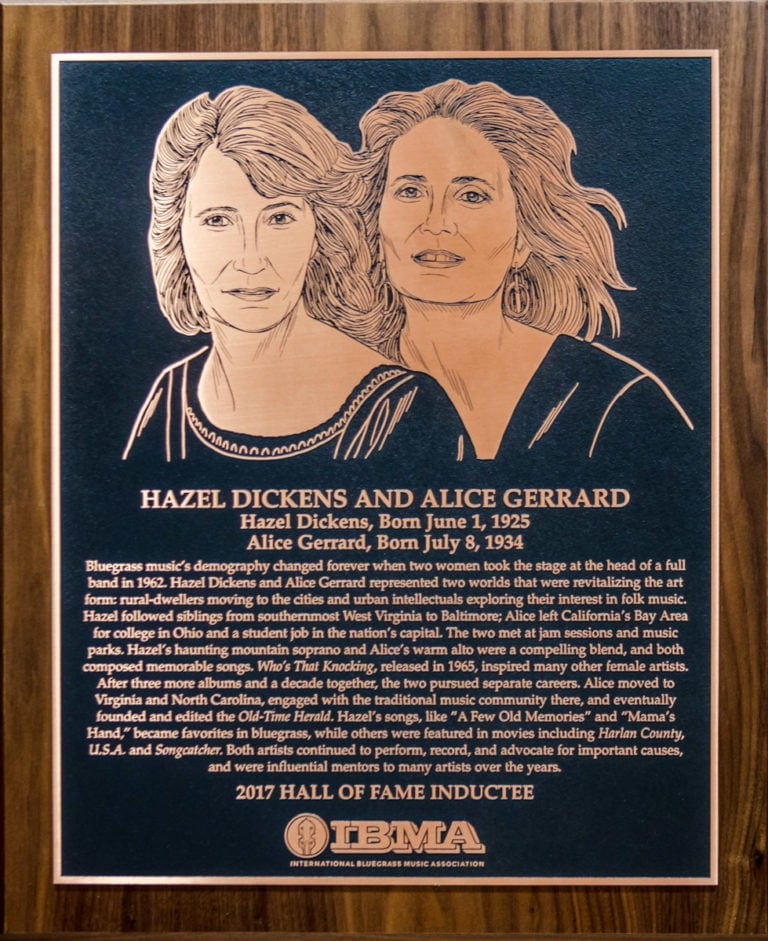 HAZEL DICKENS AND ALICE GERRARD
Hazel Dickens, Born June 1, 1925
Alice Gerrard, Born July 8, 1934
Bluegrass music's demography changed forever when two women took the stage at the head of a full
band in 1962. Hazel Dickens and Alice Gerrard represented two worlds that were revitalizing the art
form: rural-dwellers moving to the cities and urban intellectuals exploring their interest in folk music.
Hazel followed siblings from southernmost West Virginia to Baltimore; Alice left California's Bay Area
for college in Ohio and a student job in the nation's capital. The two met at jam sessions and music
parks. Hazel's haunting mountain soprano and Alice's warm alto were a compelling blend, and both
composed memorable songs. Who's That Knocking, released in 1965, inspired many other female artists.
After three more albums and a decade together, the two pursued separate careers. Alice moved to
Virginia and North Carolina, engaged with the traditional music community there, and eventually
founded and edited the Old-Time Herald. Hazel's songs, like "A Few Old Memories" and "Mama's
Hand," became favorites in bluegrass, while others were featured in movies including Harlan County,
U.S.A. and Songcatcher. Both artists continued to perform, record, and advocate for important causes,
and were influential mentors to many artists over the years.
2017 HALL OF FAME INDUCTEE
IBMA
INTERNATIONAL BLUEGRASS MUSIC ASSOCIATION